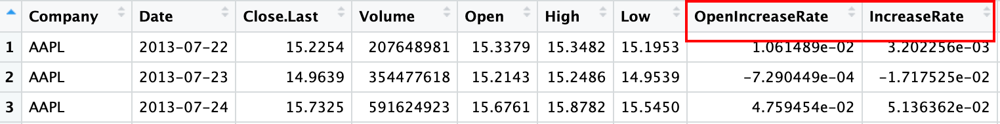 Company Date Close.Last Volume Open High Low OpenIncreaseRate IncreaseRate
1 AAPL 2013-07-22 15.2254 207648981 15.3379 15.3482 15.1953 1.061489e-02 3.202256e-03
2 AAPL 2013-07-23 14.9639 354477618 15.2143 15.2486 14.9539 -7.290449e-04 -1.717525e-02
3 AAPL 2013-07-24 15.7325 591624923 15.6761 15.8782 15.5450 4.759454e-02 5.136362e-02